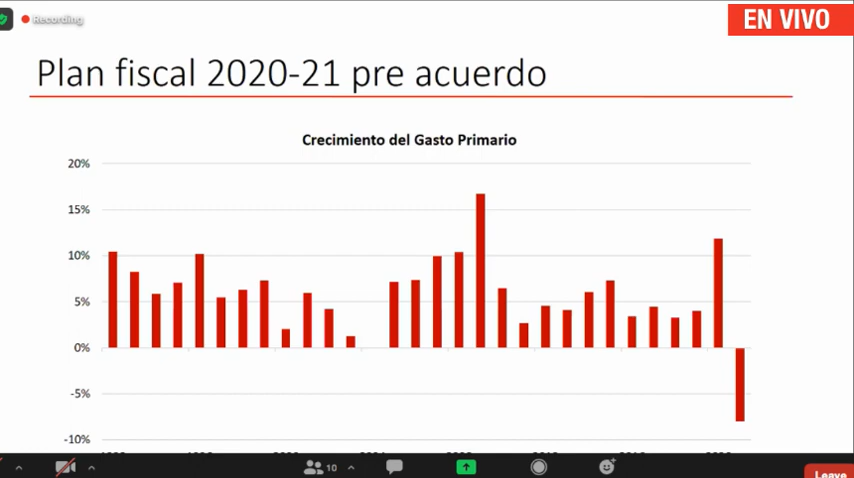 EN VIVO
Recording
Plan fiscal 2020-21 pre acuerdo
Crecimiento del Gasto Primario
20%
15%
10%
5%
0%
-5%
-10%
10
Leave